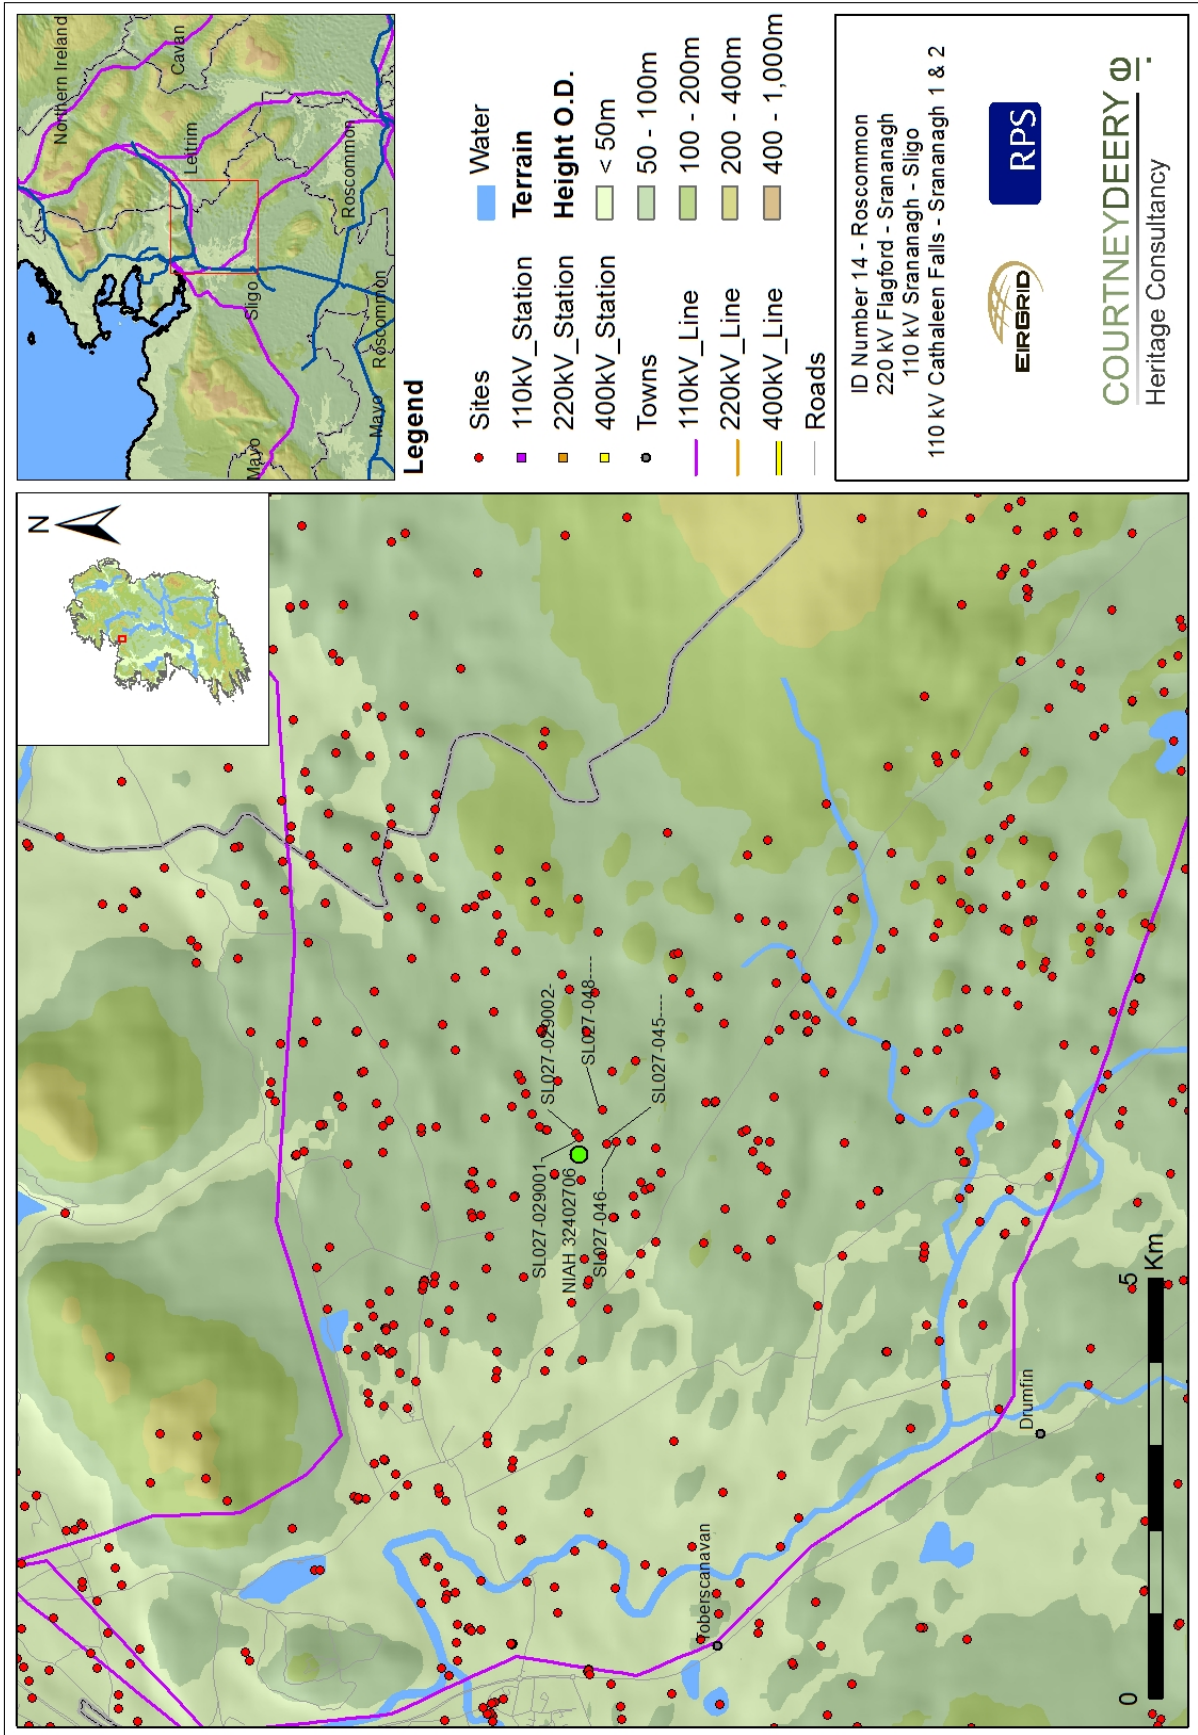 N
SL027-029001-
NIAH 32402706
SL027-046----
SL027-029002-
SL027-048----
SL027-045----
Toberscanavan
Drumfin
0
5
Km
Northern Ireland
Cavan
Leitrim
Sligo
Roscommon
Mayo
Mayo
Roscommon
Legend
Sites
110kV_Station
220kV_Station
400kV_Station
Towns
110kV_Line
220kV_Line
400kV_Line
Roads
Water
Terrain
Height O.D.
< 50m
50 - 100m
100 - 200m
200 - 400m
400 - 1,000m
ID Number 14 - Roscommon
220 kV Flagford - Srananagh
110 kV Srananagh - Sligo
110 kV Cathaleen Falls - Srananagh 1 & 2
EIRGRID
RPS
COURTNEYDEERY
Heritage Consultancy